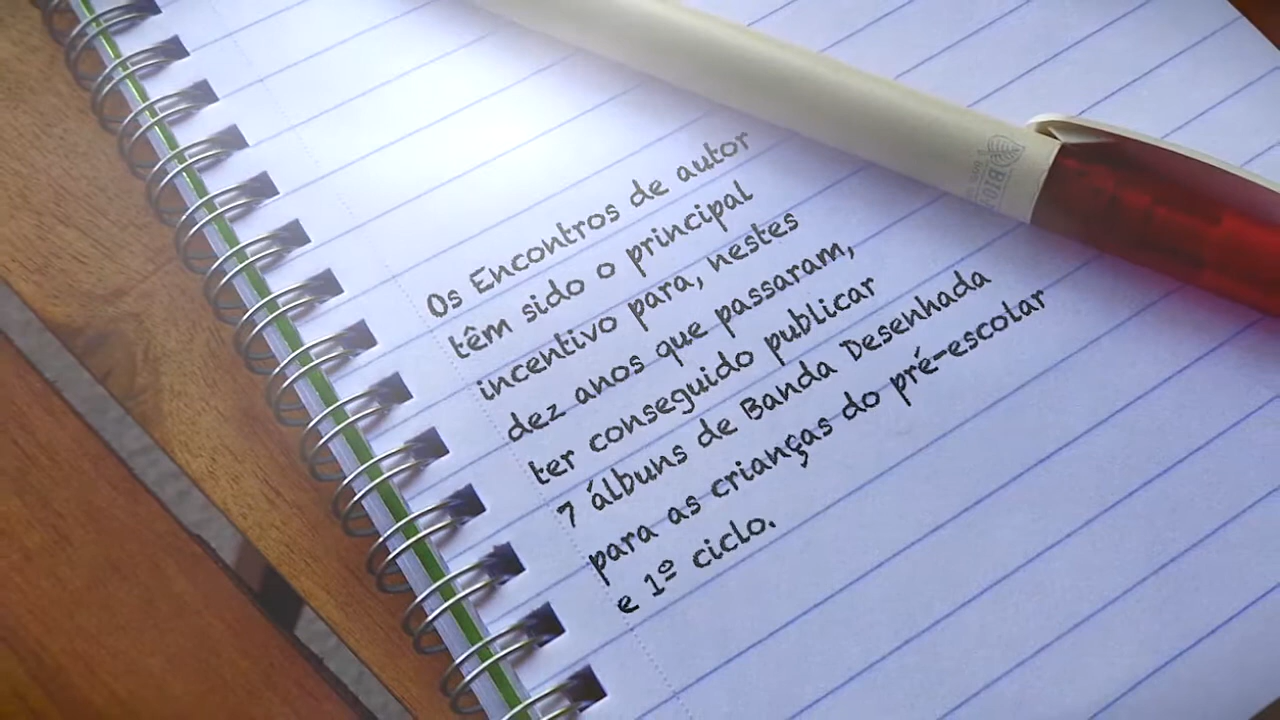 Os Encontros de autor
têm sido o principal
incentivo para, nestes
dez anos que passaram,
ter conseguido publicar
7 álbuns de Banda Desenhada
para as crianças do pré-escolar
e 1º ciclo.